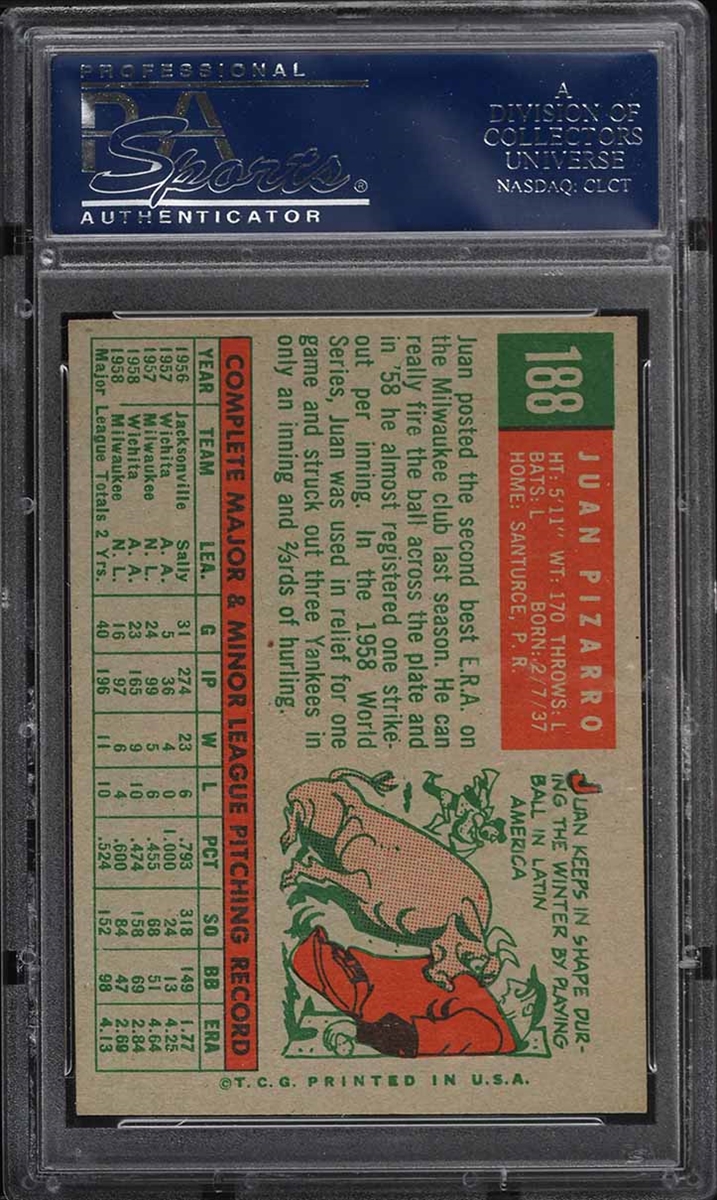 PROFESSIONAL
PSA
Sports®
AUTHENTICATOR
A
DIVISION OF
COLLECTORS
UNIVERSE
NASDAQ: CLCT
188
JUAN PIZARRO
HT: 5'11" WT: 170 THROWS: L
BATS: L BORN: 2/7/37
HOME: SANTURCE, P. R.
Juan posted the second best E.R.A. on
the Milwaukee club last season. He can
really fire the ball across the plate and
in '58 he almost registered one strike-
out per inning. In the 1958 World
Series, Juan was used in relief for one
game and struck out three Yankees in
only an inning and ⅔rds of hurling.
JUAN KEEPS IN SHAPE DUR-
ING THE WINTER BY PLAYING
BALL IN LATIN
AMERICA
COMPLETE MAJOR & MINOR LEAGUE PITCHING RECORD
YEAR TEAM LEA. G IP W L PCT SO BB ERA
1956 Jacksonville Sally 31 274 23 6 .793 318 149 1.77
1957 Wichita A. A. 5 36 4 0 1.000 24 13 4.25
1957 Milwaukee N. L. 24 99 5 6 .455 68 51 4.64
1958 Wichita A. A. 23 165 9 10 .474 158 69 2.84
1958 Milwaukee N. L. 16 97 6 4 .600 84 47 2.69
Major League Totals 2 Yrs. 40 196 11 10 .524 152 98 4.13
©T.C.G. PRINTED IN U.S.A.